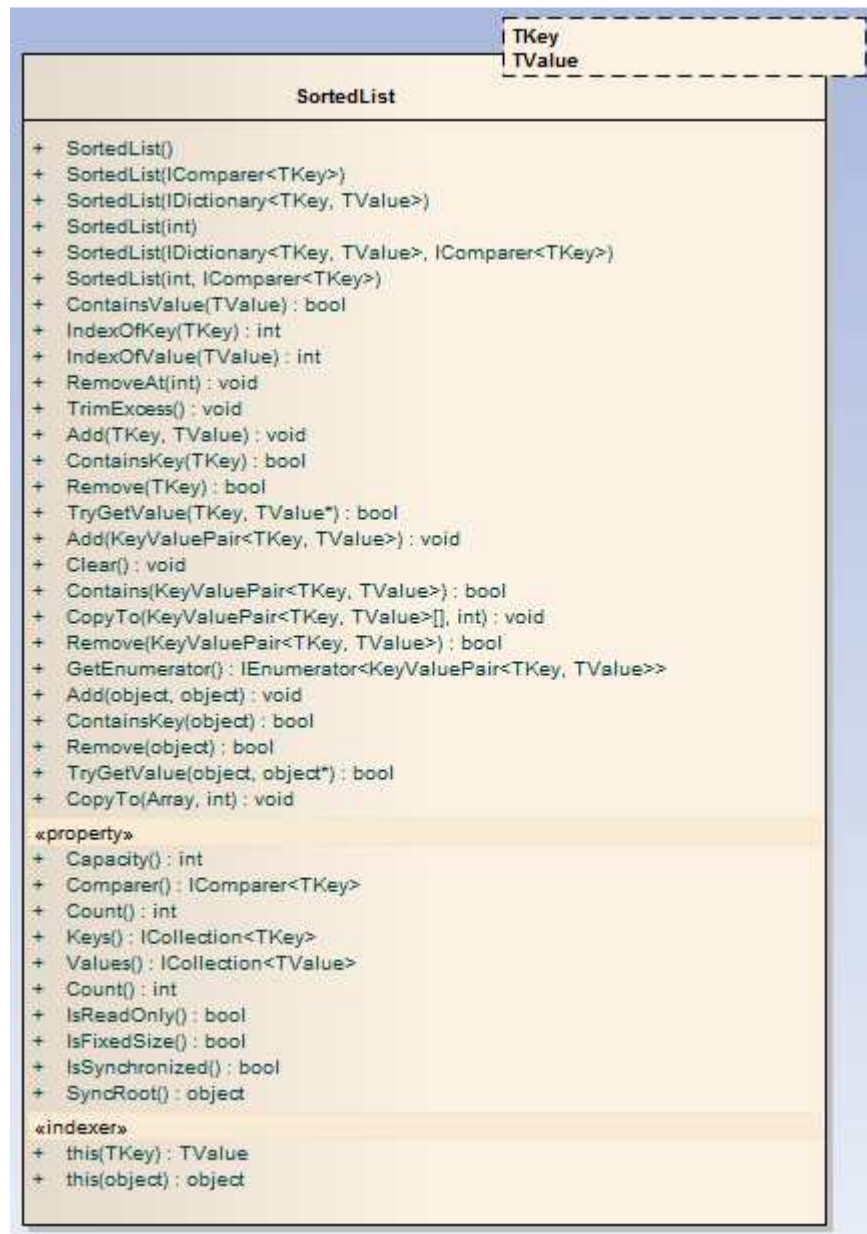 TKey
TValue
SortedList
+ SortedList()
+ SortedList(IComparer<TKey>)
+ SortedList(IDictionary<TKey, TValue>)
+ SortedList(int)
+ SortedList(IDictionary<TKey, TValue>, IComparer<TKey>)
+ SortedList(int, IComparer<TKey>)
+ ContainsValue(TValue) : bool
+ IndexOfKey(TKey) : int
+ IndexOfValue(TValue) : int
+ RemoveAt(int) : void
+ TrimExcess() : void
+ Add(TKey, TValue) : void
+ ContainsKey(TKey) : bool
+ Remove(TKey) : bool
+ TryGetValue(TKey, TValue*) : bool
+ Add(KeyValuePair<TKey, TValue>) : void
+ Clear() : void
+ Contains(KeyValuePair<TKey, TValue>) : bool
+ CopyTo(KeyValuePair<TKey, TValue>[], int) : void
+ Remove(KeyValuePair<TKey, TValue>) : bool
+ GetEnumerator() : IEnumerator<KeyValuePair<TKey, TValue>>
+ Add(object, object) : void
+ ContainsKey(object) : bool
+ Remove(object) : bool
+ TryGetValue(object, object*) : bool
+ CopyTo(Array, int) : void
«property»
+ Capacity() : int
+ Comparer() : IComparer<TKey>
+ Count() : int
+ Keys() : ICollection<TKey>
+ Values() : ICollection<TValue>
+ Count() : int
+ IsReadOnly() : bool
+ IsFixedSize() : bool
+ IsSynchronized() : bool
+ SyncRoot() : object
«indexer»
+ this(TKey) : TValue
+ this(object) : object